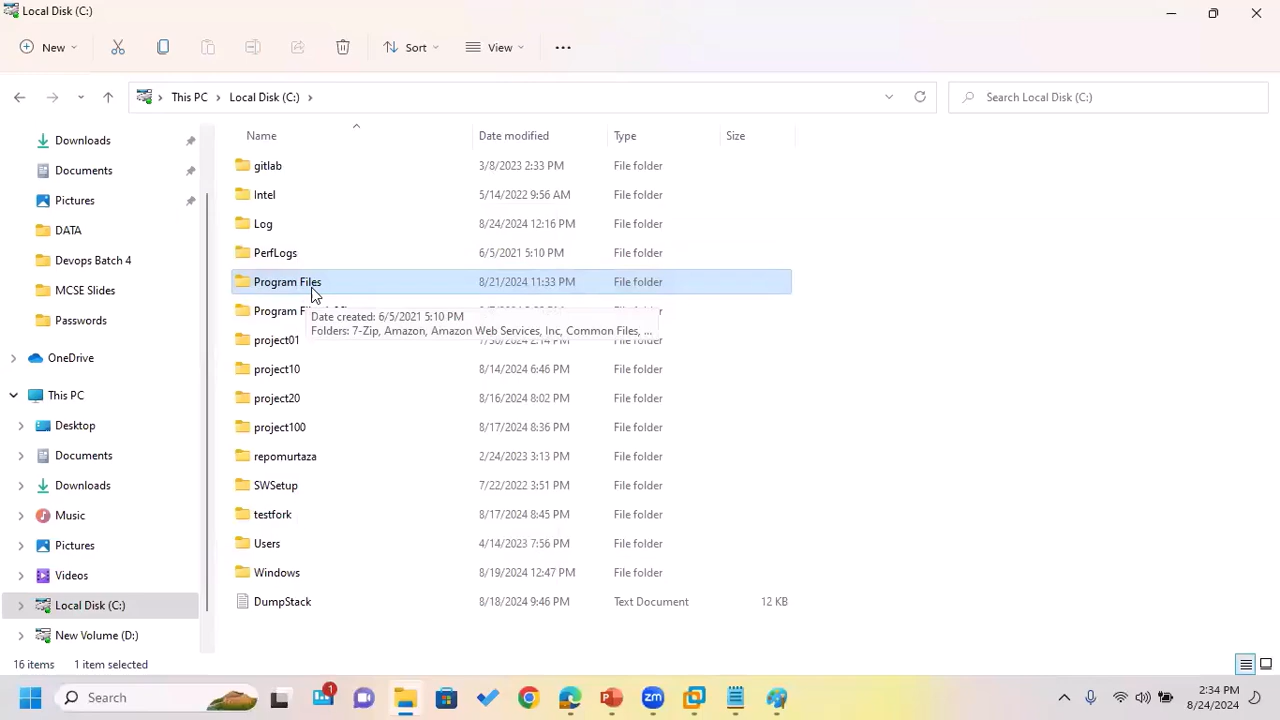 Local Disk (C:)
New
Sort
View
This PC
Local Disk (C:)
Search Local Disk (C:)
Name
Date modified
Type
Size
Downloads
Documents
Pictures
DATA
Devops Batch 4
MCSE Slides
Passwords
OneDrive
This PC
Desktop
Documents
Downloads
Music
Pictures
Videos
Local Disk (C:)
New Volume (D:)
gitlab 3/8/2023 2:33 PM File folder
Intel 5/14/2022 9:56 AM File folder
Log 8/24/2024 12:16 PM File folder
PerfLogs 6/5/2021 5:10 PM File folder
Program Files 8/21/2024 11:33 PM File folder
Program File folder
Date created: 6/5/2021 5:10 PM
Folders: 7-Zip, Amazon, Amazon Web Services, Inc, Common Files, ...
project01 File folder
project10 8/14/2024 6:46 PM File folder
project20 8/16/2024 8:02 PM File folder
project100 8/17/2024 8:36 PM File folder
repomurtaza 2/24/2023 3:13 PM File folder
SWSetup 7/22/2022 3:51 PM File folder
testfork 8/17/2024 8:45 PM File folder
Users 4/14/2023 7:56 PM File folder
Windows 8/19/2024 12:47 PM File folder
DumpStack 8/18/2024 9:46 PM Text Document 12 KB
16 items 1 item selected
Search
1
zm
2:34 PM
8/24/2024